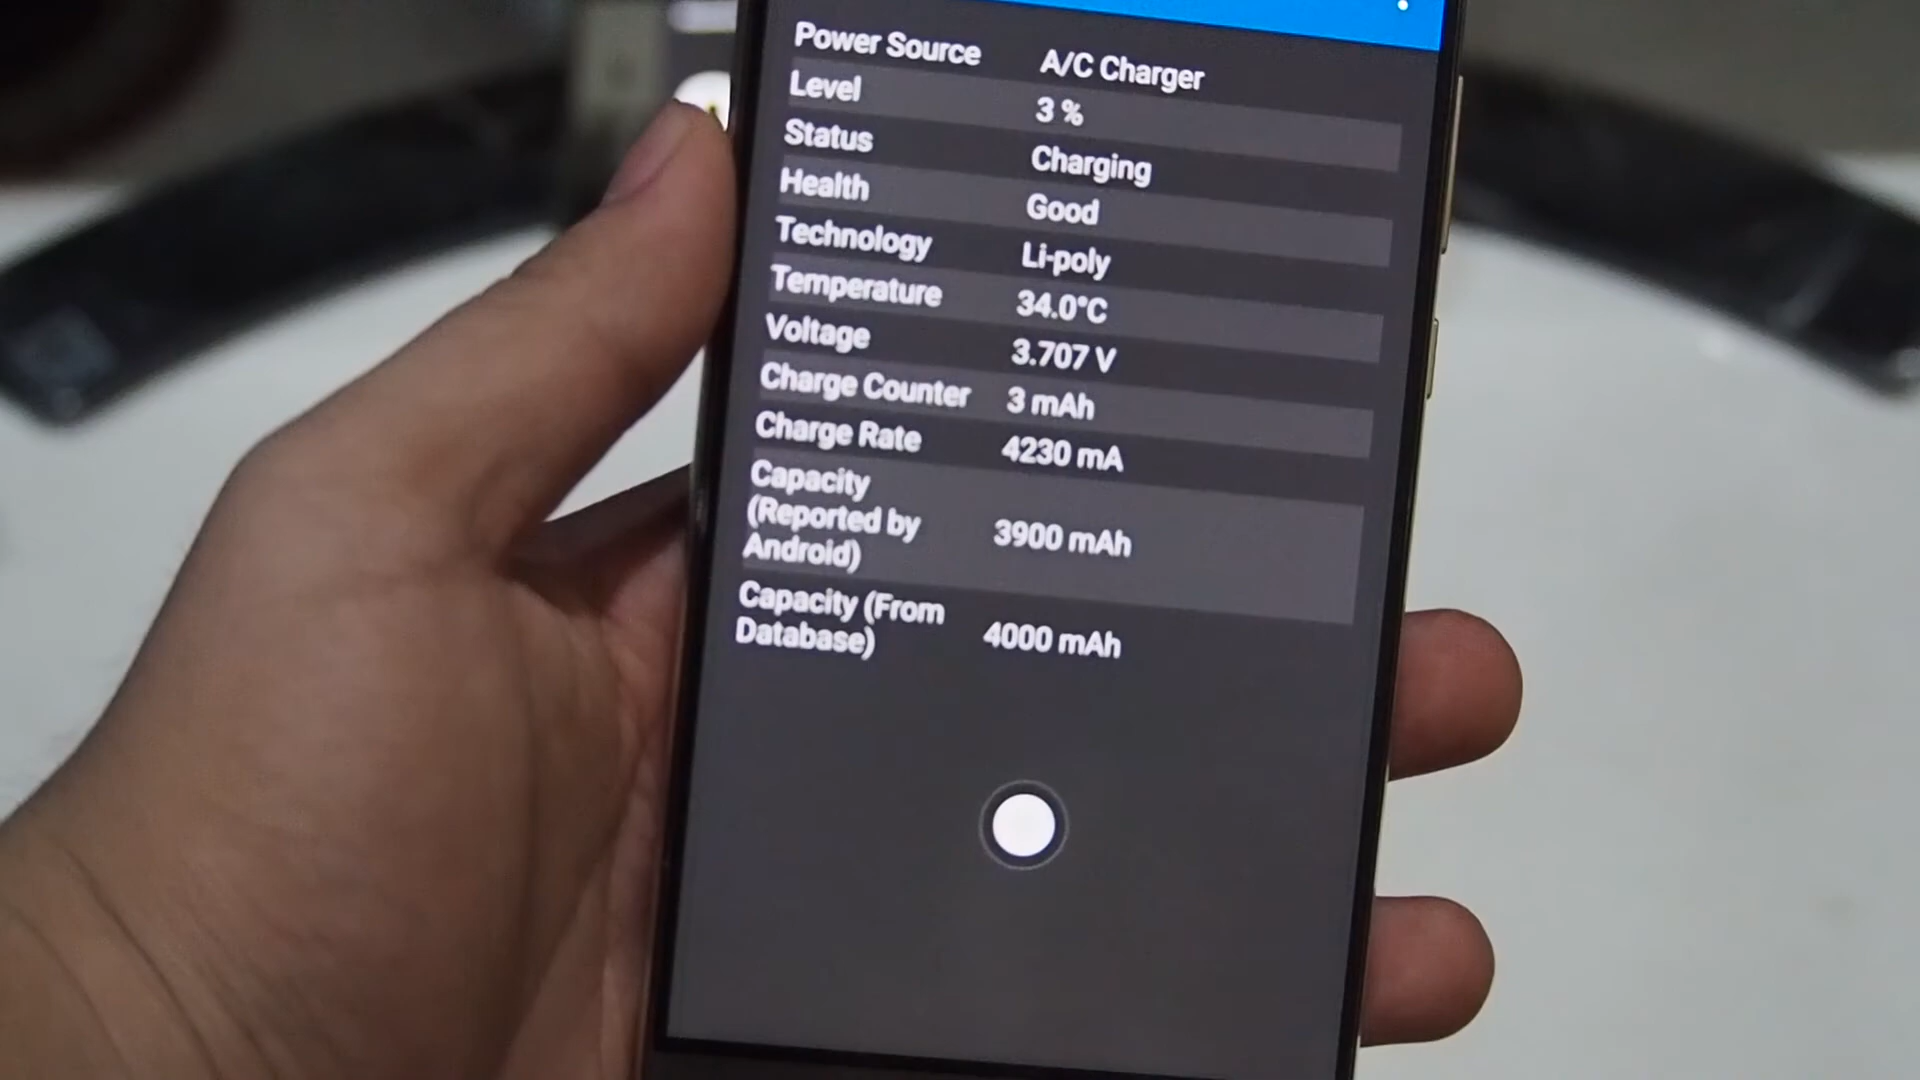 Power Source A/C Charger
Level 3 %
Status Charging
Health Good
Technology Li-poly
Temperature 34.0°C
Voltage 3.707 V
Charge Counter 3 mAh
Charge Rate 4230 mA
Capacity
(Reported by 3900 mAh
Android)
Capacity (From
Database) 4000 mAh